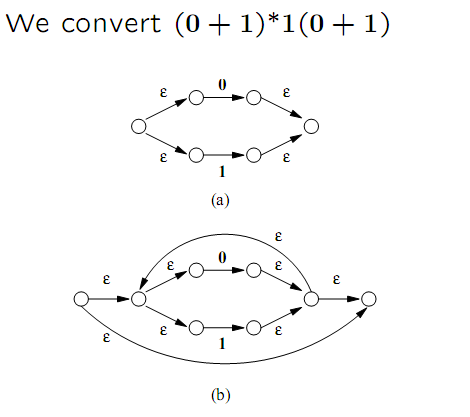 We convert (0 + 1)*1(0 + 1)
0
ε ε
ε ε
1
(a)
ε
0
ε ε ε ε
ε ε ε
1
(b)